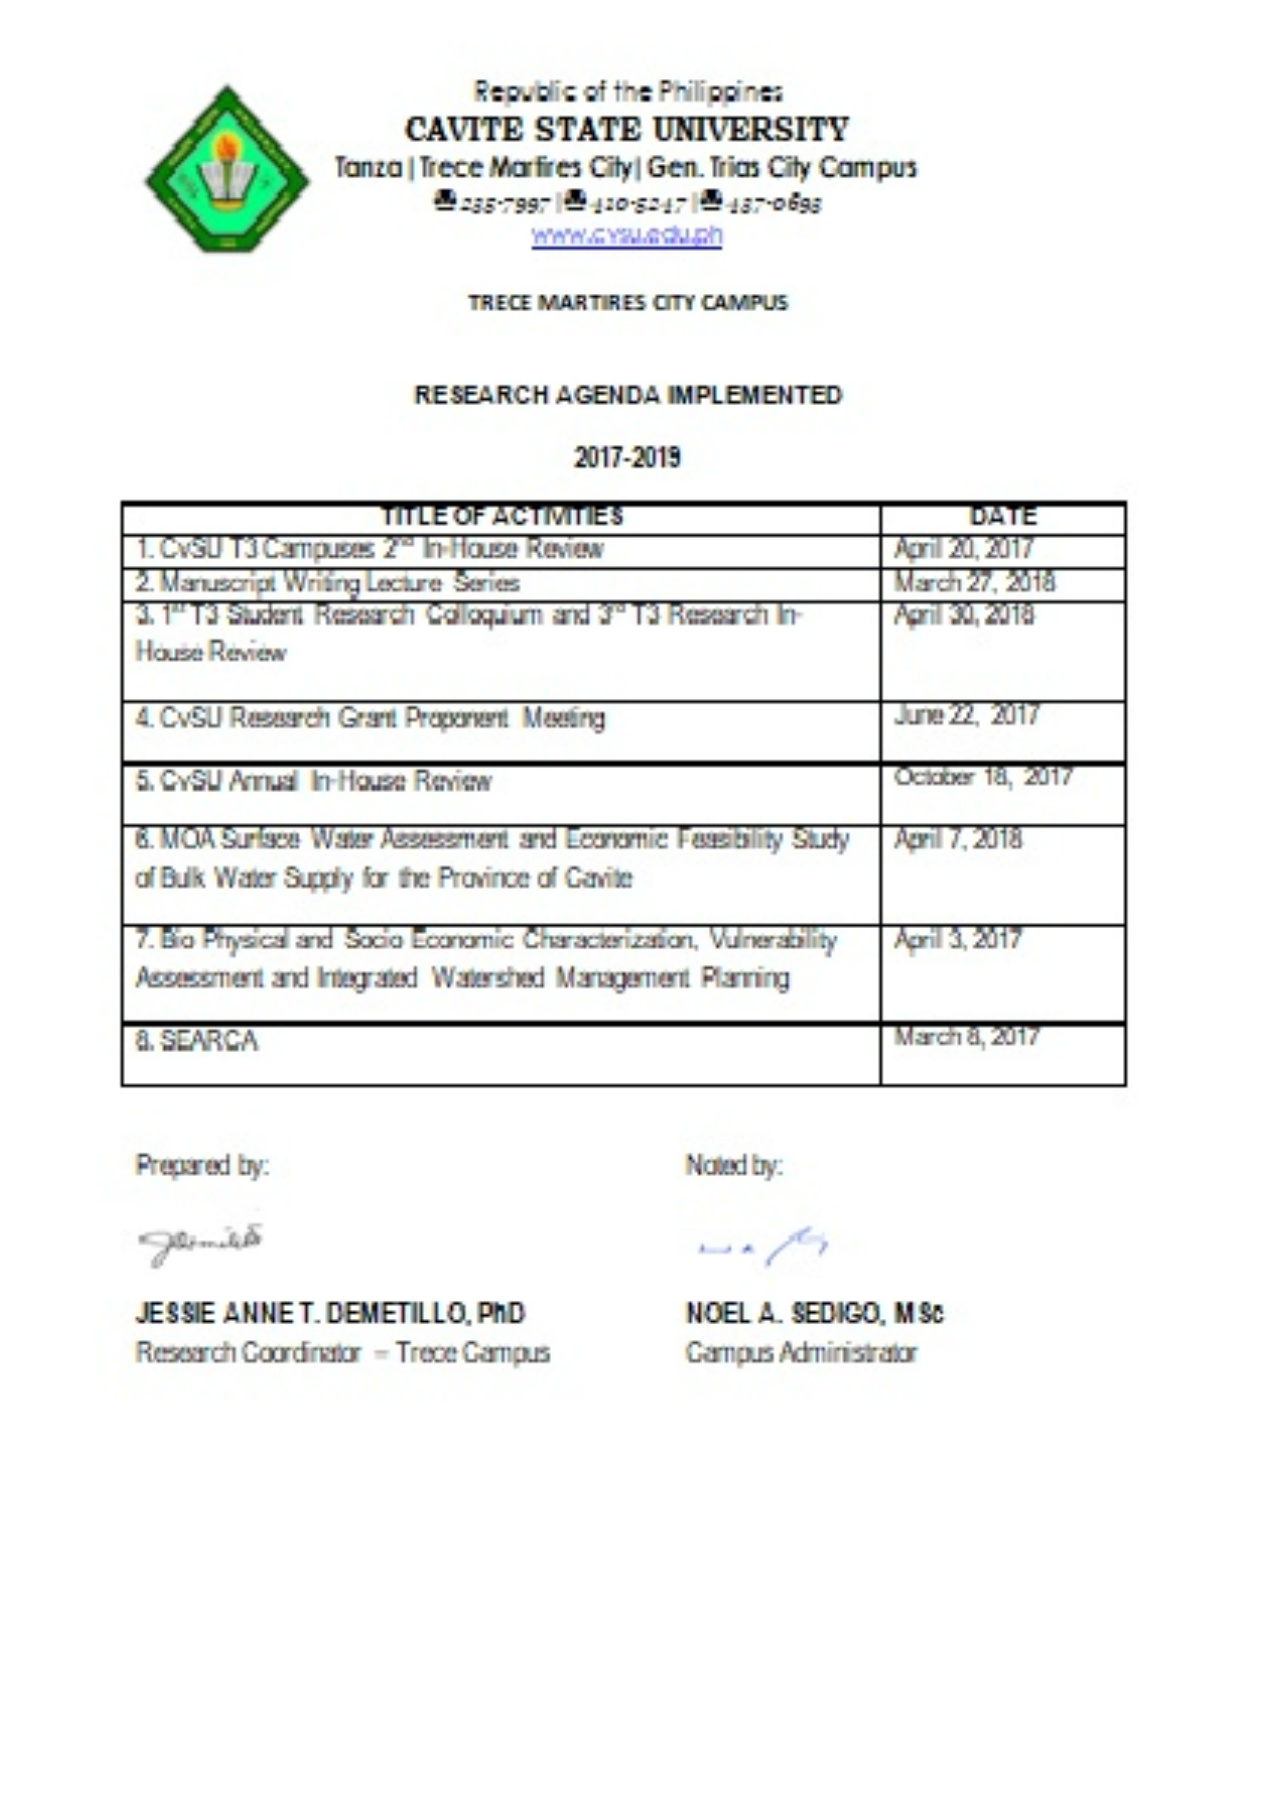 Republic of the Philippines
CAVITE STATE UNIVERSITY
Tanza | Trece Martires City| Gen. Trias City Campus
235-7997 | 410-5247 | 437-0693
www.cvsu.edu.ph
TRECE MARTIRES CITY CAMPUS
RESEARCH AGENDA IMPLEMENTED
2017-2019
TITLE OF ACTIVITIES DATE
1. CvSU T3 Campuses 2nd In-House Review April 20, 2017
2. Manuscript Writing Lecture Series March 27, 2018
3. 1st T3 Student Research Colloquium and 3rd T3 Research In- April 30, 2018
House Review
4. CvSU Research Grant Proponent Meeting June 22, 2017
5. CvSU Annual In-House Review October 18, 2017
6. MOA Surface Water Assessment and Economic Feasibility Study April 7, 2018
of Bulk Water Supply for the Province of Cavite
7. Bio Physical and Socio Economic Characterization, Vulnerability April 3, 2017
Assessment and Integrated Watershed Management Planning
8. SEARCA March 8, 2017
Prepared by: Noted by:
JESSIE ANNE T. DEMETILLO, PhD NOEL A. SEDIGO, MSc
Research Coordinator – Trece Campus Campus Administrator